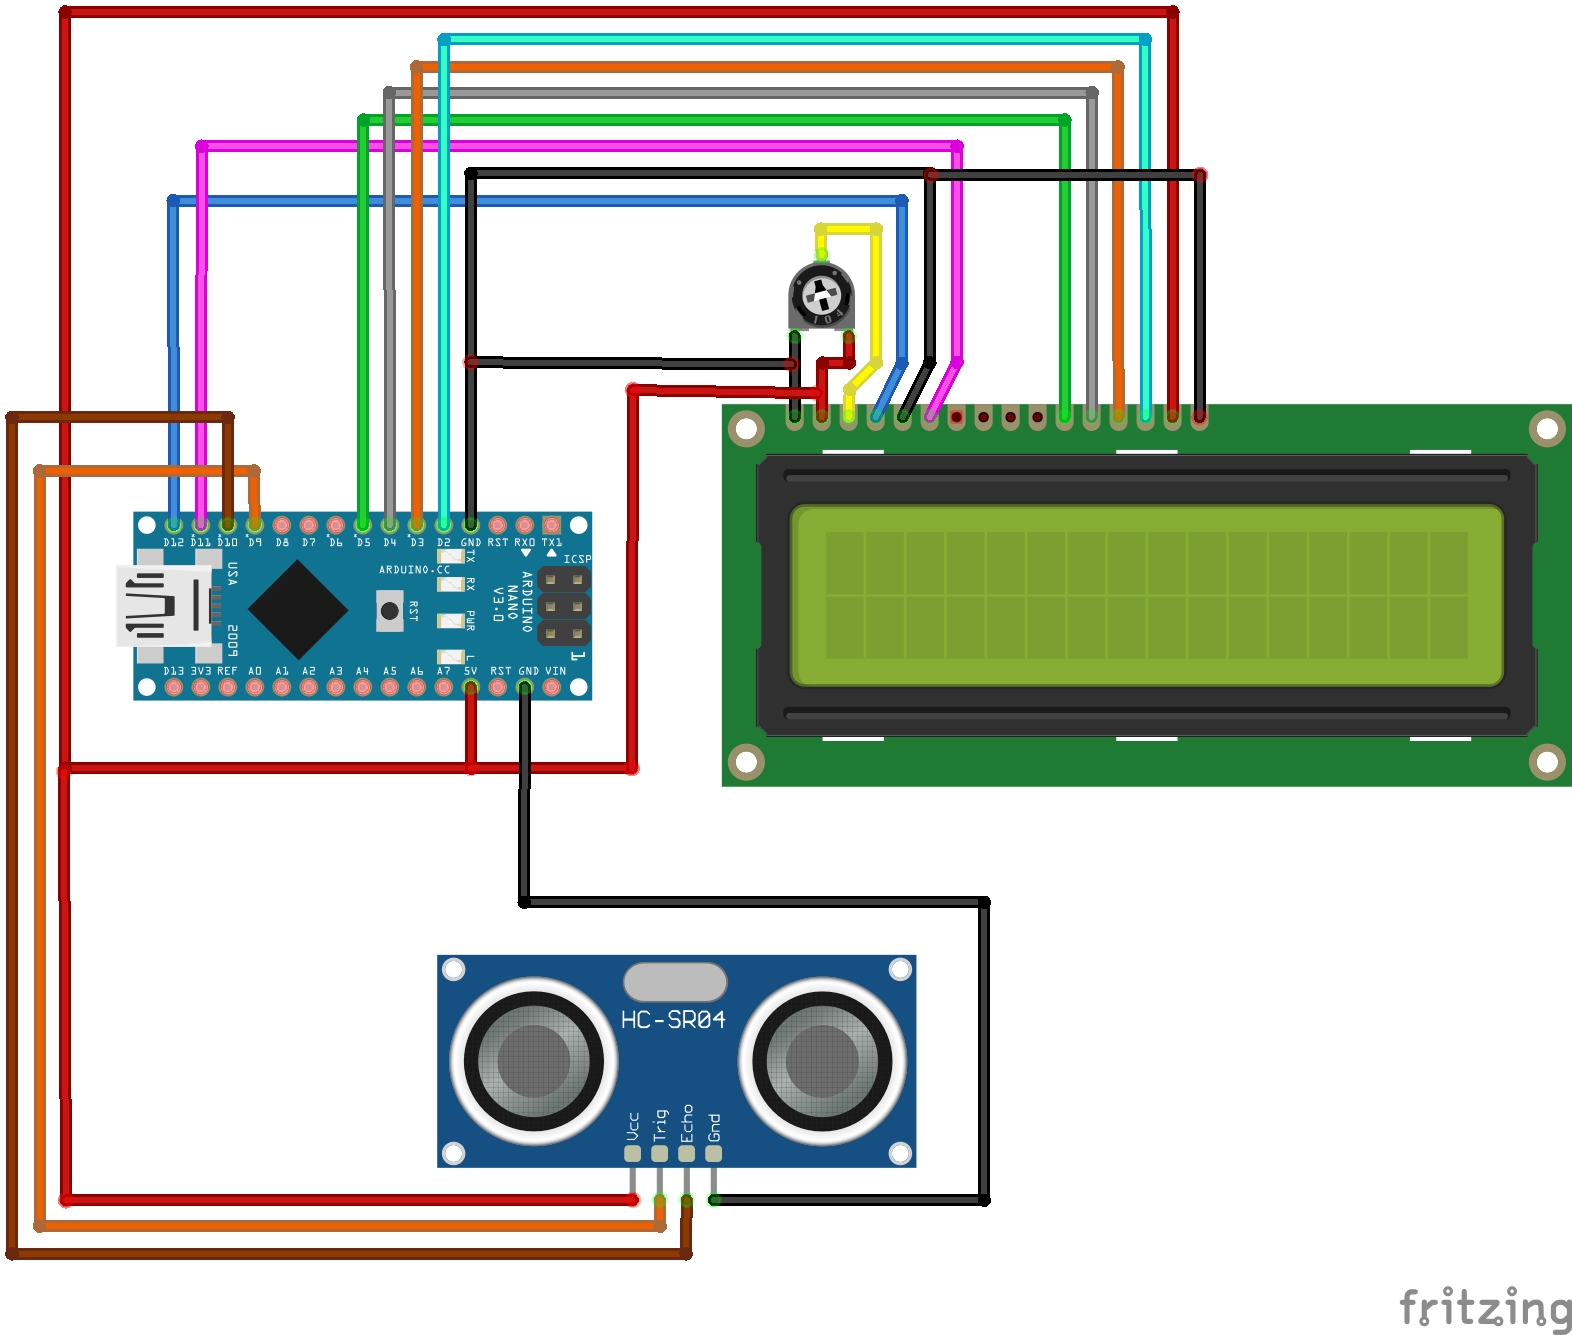 104
D12 D11 D10 D9 D8 D7 D6 D5 D4 D3 D2 GND RST RX0 TX1
TX
RX
PWR
L
ARDUINO.CC
RST
ICSP
1
ARDUINO
NANO
V3.0
USA
2009
D13 3V3 REF A0 A1 A2 A3 A4 A5 A6 A7 5V RST GND VIN
HC-SR04
Vcc
Trig
Echo
Gnd
fritzing